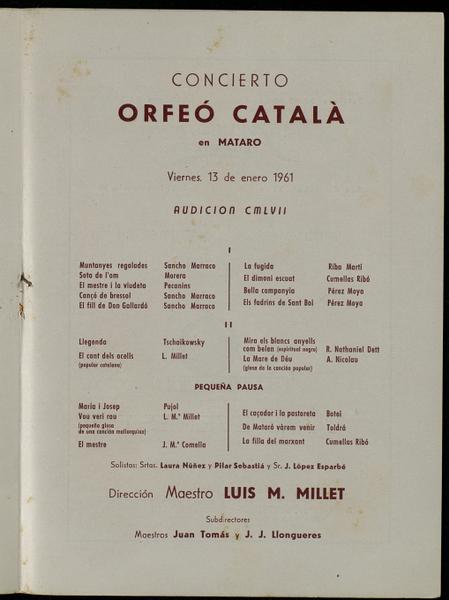 CONCIERTO
ORFEÓ CATALÀ
en MATARO
Viernes, 13 de enero 1961
AUDICION CMLVII
I
Muntanyes regalades Sancho Marraco
Sota de l'om Morera
El mestre i la viudeta Pecanins
Cançó de bressol Sancho Marraco
El fill de Don Gallardó Sancho Marraco
La fugida Riba Martí
El dimoni escuat Cumellas Ribó
Bella companyia Pérez Moya
Els fadrins de Sant Boi Pérez Moya
II
Llegenda Tschaikowsky
El cant dels ocells L. Millet
(popular catalana)
Mira els blancs anyells
com belen (espiritual negro) R. Nathaniel Dett
La Mare de Déu A. Nicolau
(glosa de la canción popular)
PEQUEÑA PAUSA
Maria i Josep Pujol
Vou veri vou L. M.ª Millet
(pequeña glosa
de una canción mallorquina)
El mestre J. M.ª Comella
El caçador i la pastoreta Botei
De Mataró vàrem venir Toldrá
La filla del marxant Cumellas Ribó
Solistas: Srtas. Laura Núñez y Pilar Sebastiá y Sr. J. López Esparbé
Dirección Maestro LUIS M. MILLET
Subdirectores
Maestros Juan Tomás y J. J. Llongueres